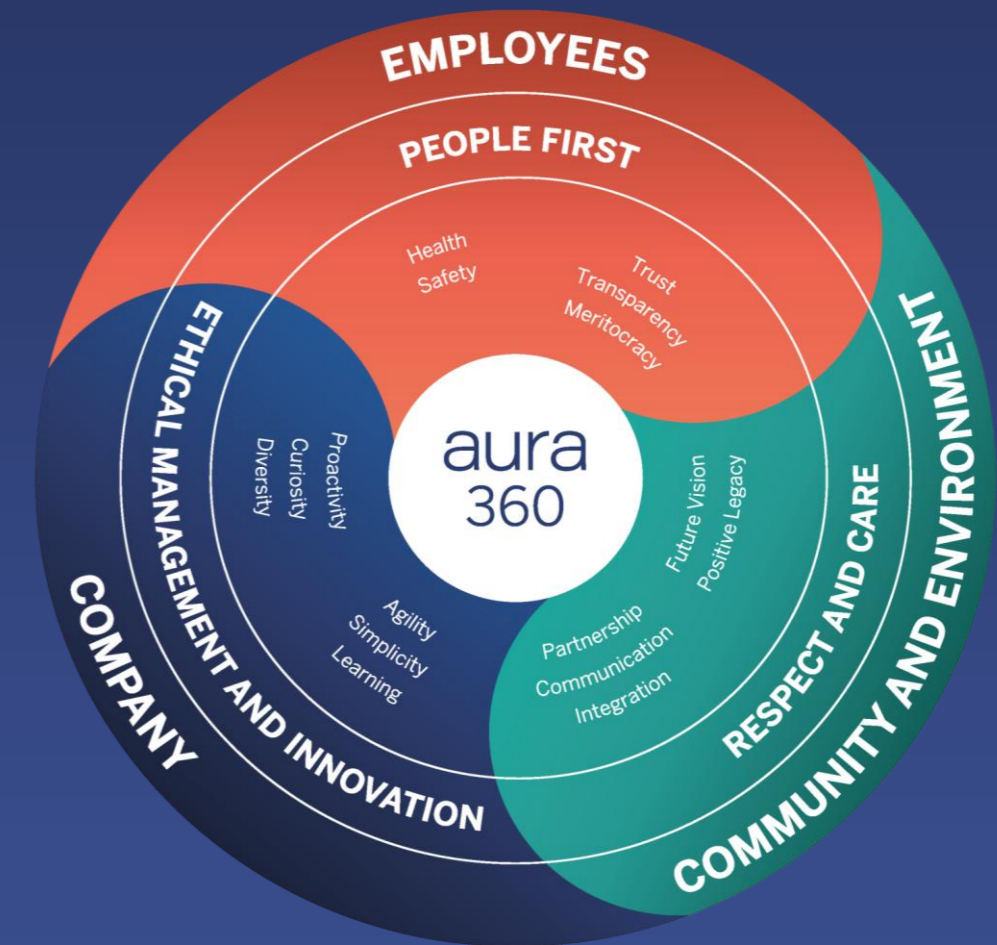 EMPLOYEES
PEOPLE FIRST
Health
Safety
Trust
Transparency
Meritocracy
COMMUNITY AND ENVIRONMENT
RESPECT AND CARE
Future Vision
Positive Legacy
Partnership
Communication
Integration
COMPANY
ETHICAL MANAGEMENT AND INNOVATION
Proactivity
Curiosity
Diversity
Agility
Simplicity
Learning
aura
360